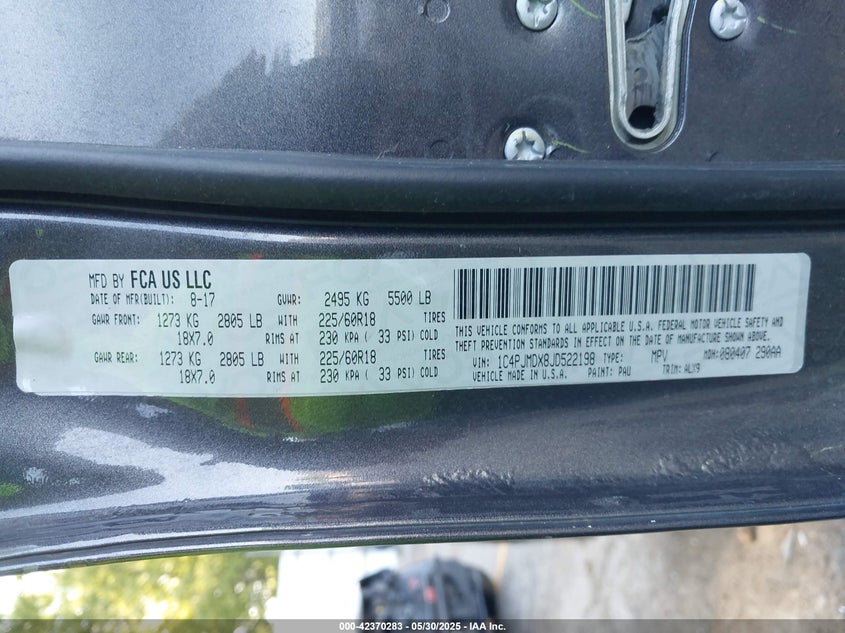 MFD BY FCA US LLC
DATE OF MFR(BUILT): 8-17 GVWR: 2495 KG 5500 LB
GAWR FRONT: 1273 KG 2805 LB WITH 225/60R18 TIRES
18X7.0 RIMS AT 230 KPA ( 33 PSI) COLD
GAWR REAR: 1273 KG 2805 LB WITH 225/60R18 TIRES
18X7.0 RIMS AT 230 KPA ( 33 PSI) COLD
THIS VEHICLE CONFORMS TO ALL APPLICABLE U.S.A. FEDERAL MOTOR VEHICLE SAFETY AND
THEFT PREVENTION STANDARDS IN EFFECT ON THE DATE OF MANUFACTURE SHOWN ABOVE.
VIN: 1C4PJMDX8JD522198 TYPE: MPV MDH: 080407 290AA
VEHICLE MADE IN U.S.A. PAINT: PAU TRIM: ALX9
000-42370283 — 05/30/2025 — IAA Inc.